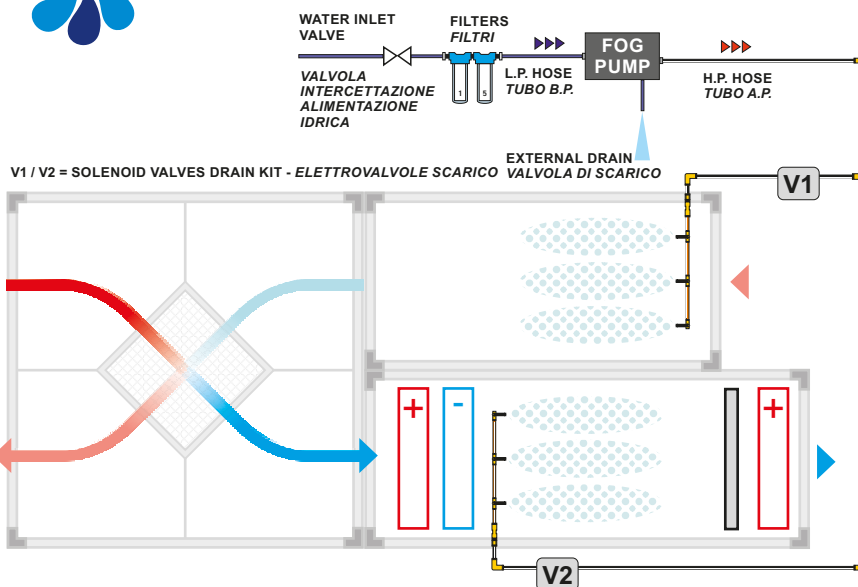 WATER INLET
VALVE
VALVOLA
INTERCETTAZIONE
ALIMENTAZIONE
IDRICA
FILTERS
FILTRI
1
5
L.P. HOSE
TUBO B.P.
FOG
PUMP
H.P. HOSE
TUBO A.P.
EXTERNAL DRAIN
VALVOLA DI SCARICO
V1 / V2 = SOLENOID VALVES DRAIN KIT - ELETTROVALVOLE SCARICO
V1
+
-
+
V2